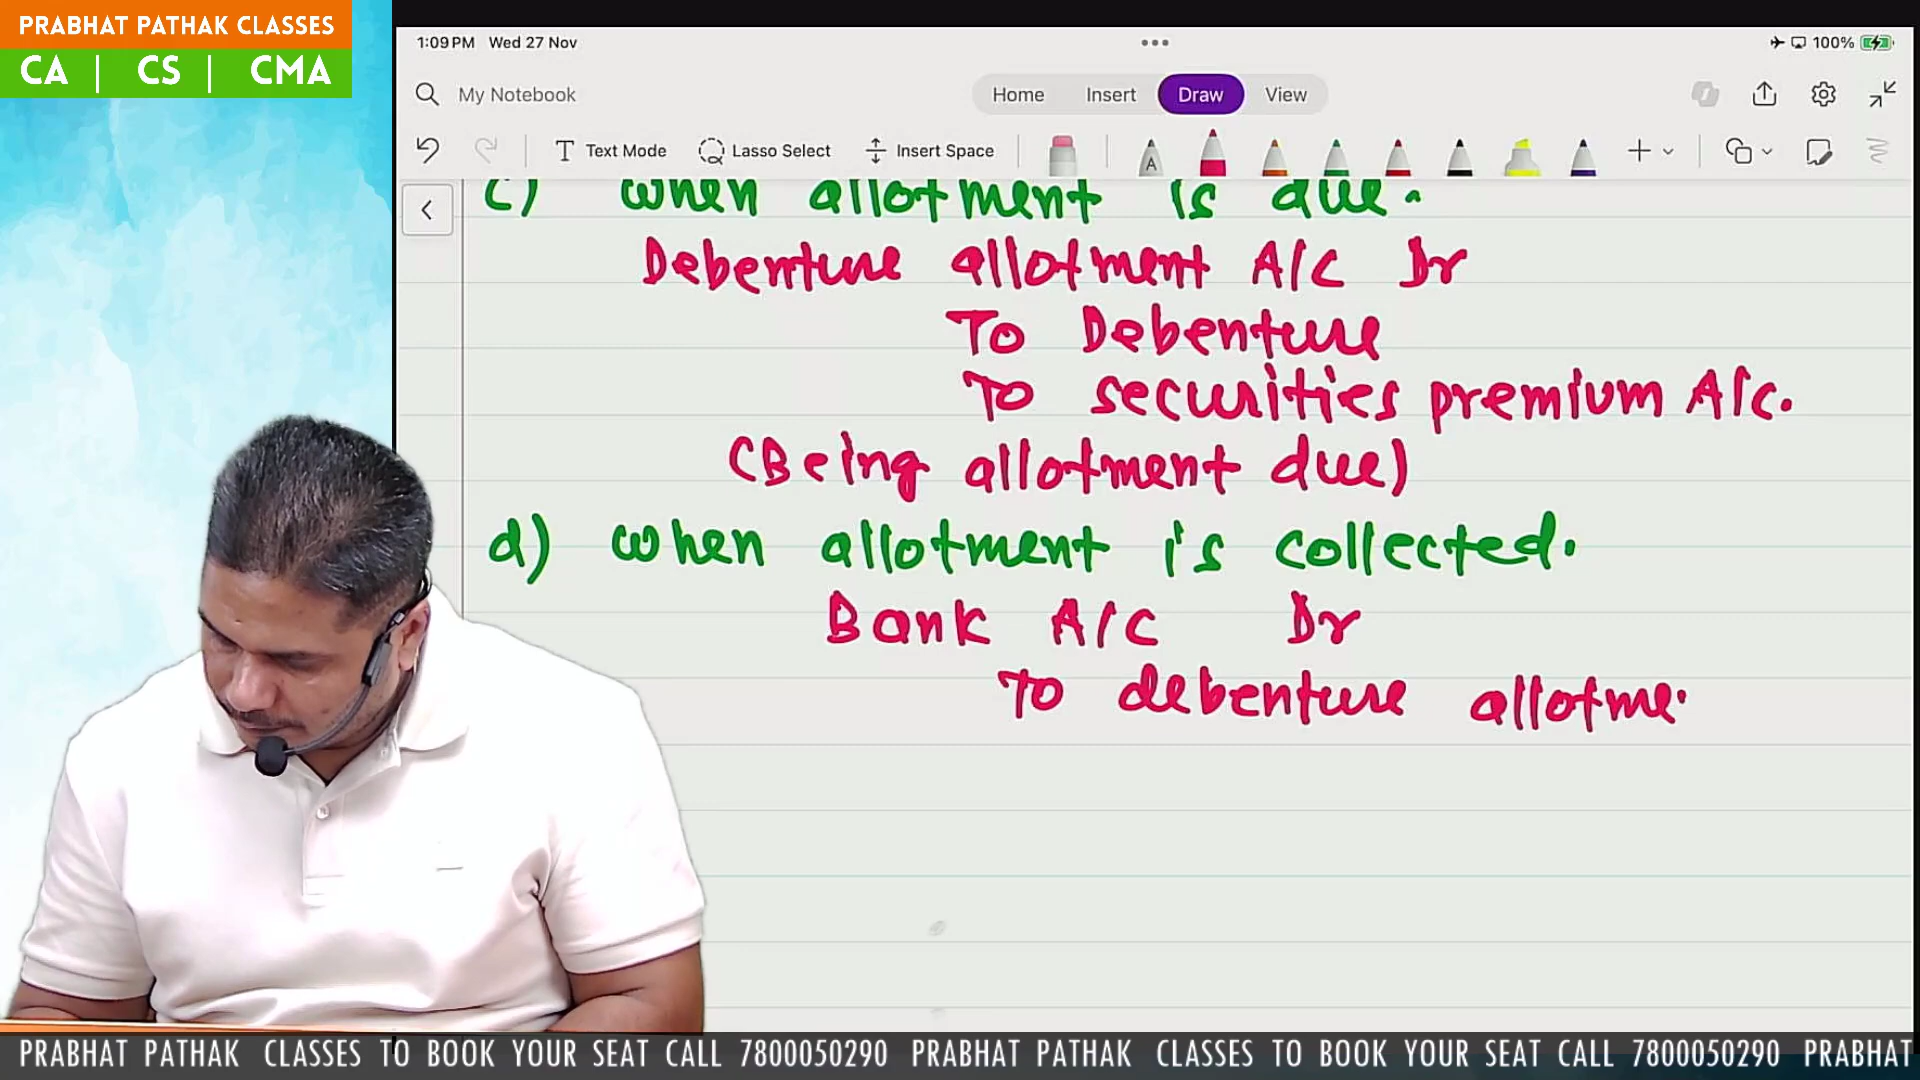 PRABHAT PATHAK CLASSES
CA | CS | CMA
1:09 PM Wed 27 Nov
100%
My Notebook
Home Insert Draw View
T Text Mode Lasso Select Insert Space
A
c) when allotment is due.
Debenture allotment A/C Dr
To Debenture
To securities premium A/c.
(Being allotment due)
d) when allotment is collected.
Bank A/C Dr
To debenture allotme
PRABHAT PATHAK CLASSES TO BOOK YOUR SEAT CALL 7800050290 PRABHAT PATHAK CLASSES TO BOOK YOUR SEAT CALL 7800050290 PRABHAT